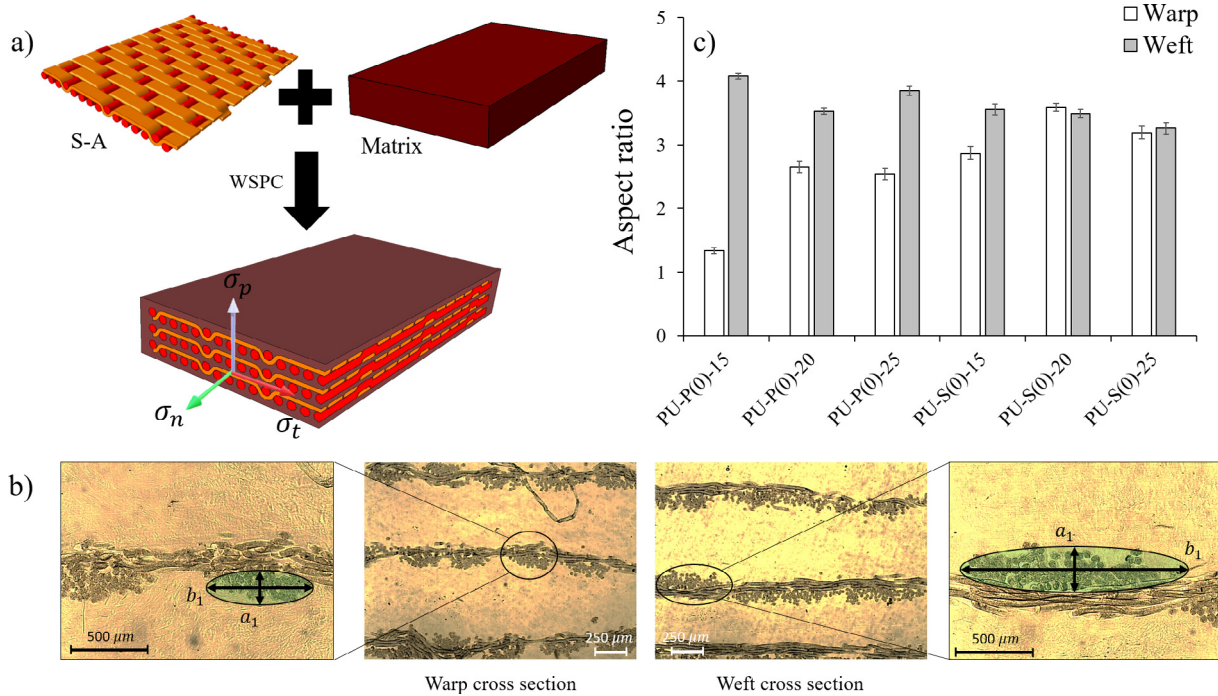 a)
S-A
Matrix
WSPC
σp
σn
σt
c)
Warp
Weft
Aspect ratio
5
4
3
2
1
0
PU-P(0)-15
PU-P(0)-20
PU-P(0)-25
PU-S(0)-15
PU-S(0)-20
PU-S(0)-25
b)
b1
a1
500 μm
250 μm
250 μm
a1
b1
500 μm
Warp cross section
Weft cross section